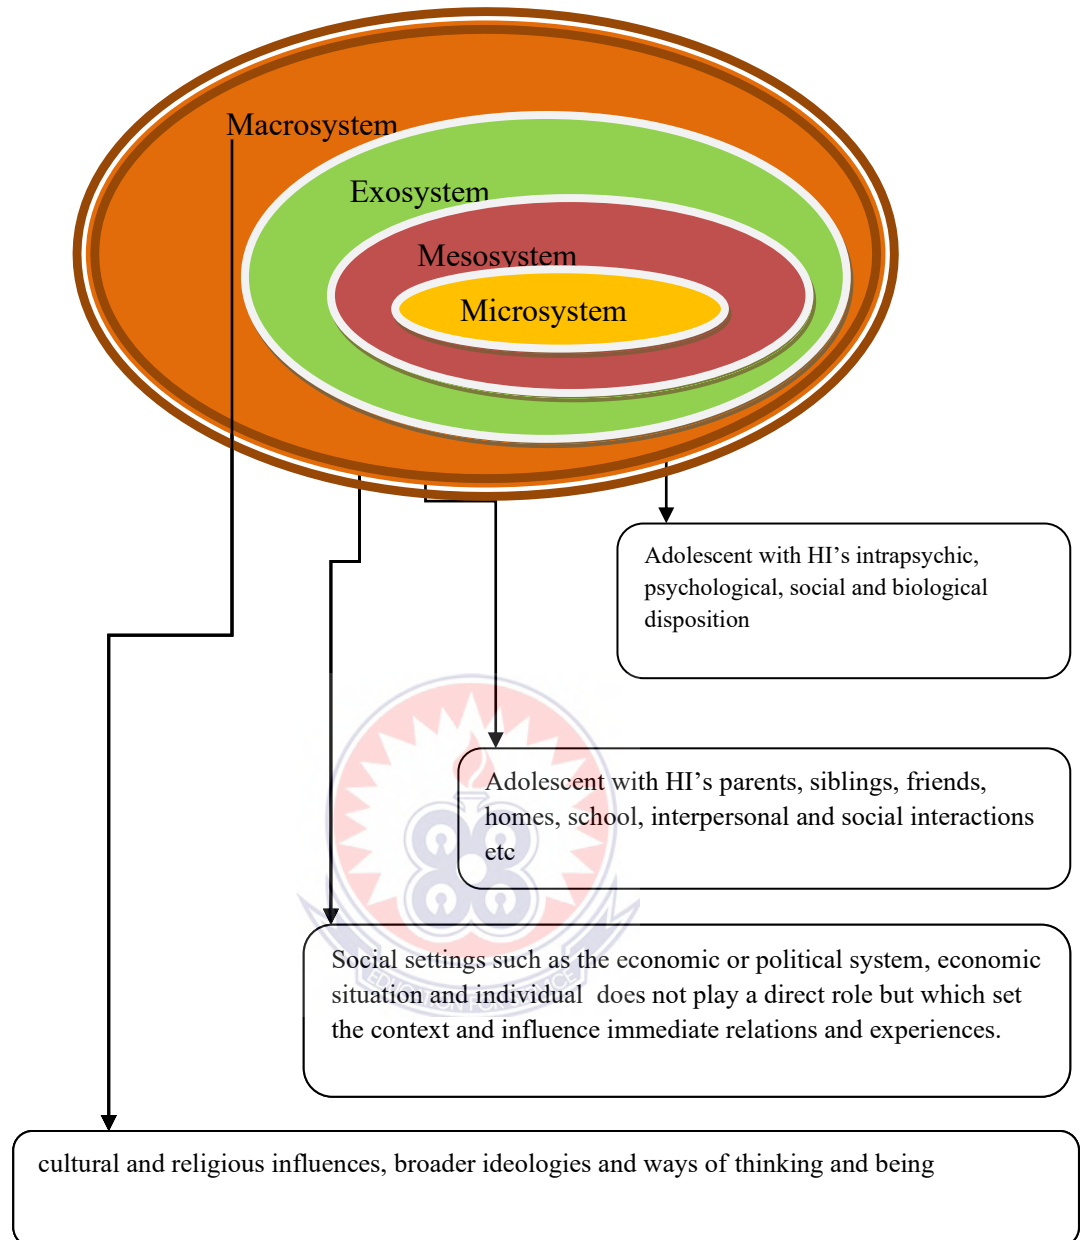 Macrosystem
Exosystem
Mesosystem
Microsystem
Adolescent with HI’s intrapsychic,
psychological, social and biological
disposition
Adolescent with HI’s parents, siblings, friends,
homes, school, interpersonal and social interactions
etc
Social settings such as the economic or political system, economic
situation and individual  does not play a direct role but which set
the context and influence immediate relations and experiences.
EDUCATION FOR SERVICE
cultural and religious influences, broader ideologies and ways of thinking and being